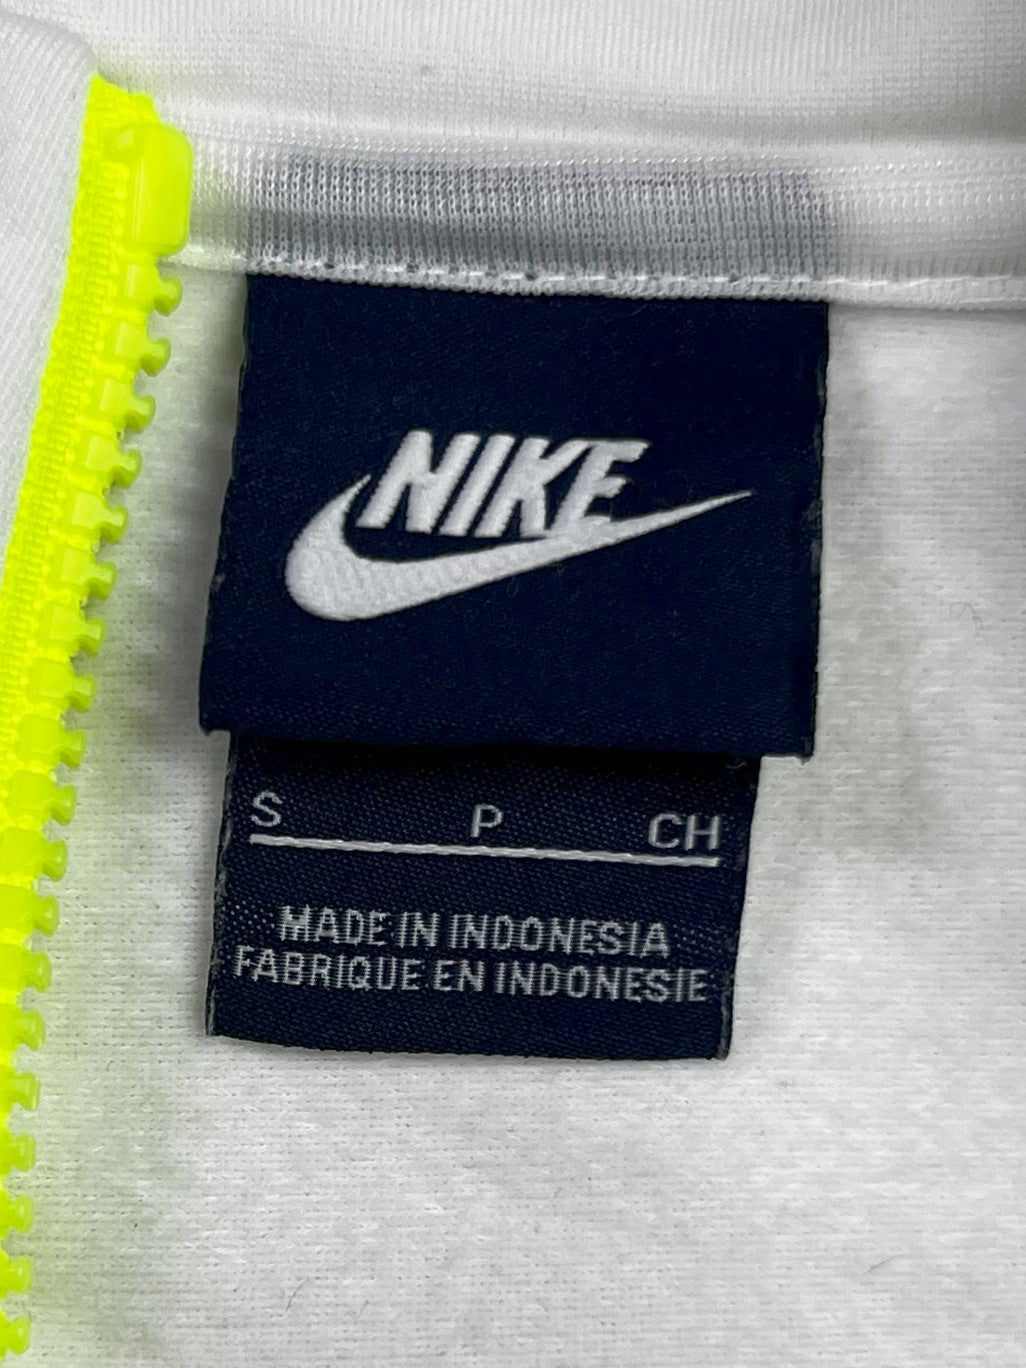 NIKE
S P CH
MADE IN INDONESIA
FABRIQUE EN INDONESIE